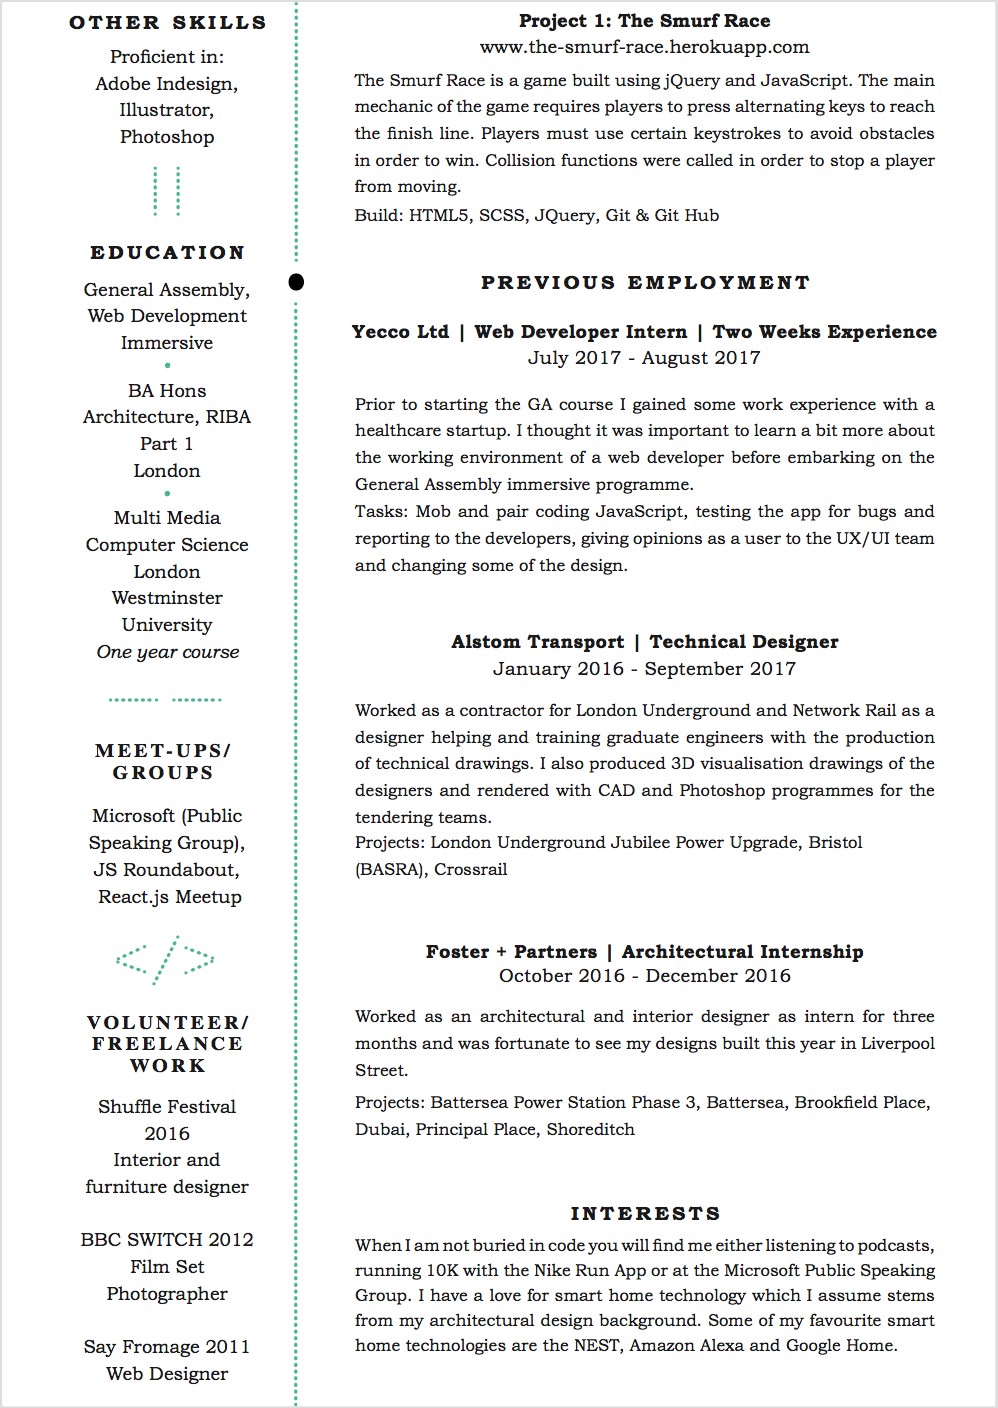 OTHER SKILLS
Proficient in:
Adobe Indesign,
Illustrator,
Photoshop
EDUCATION
General Assembly,
Web Development
Immersive
BA Hons
Architecture, RIBA
Part 1
London
Multi Media
Computer Science
London
Westminster
University
One year course
MEET-UPS/
GROUPS
Microsoft (Public
Speaking Group),
JS Roundabout,
React.js Meetup
</>
VOLUNTEER/
FREELANCE
WORK
Shuffle Festival
2016
Interior and
furniture designer
BBC SWITCH 2012
Film Set
Photographer
Say Fromage 2011
Web Designer
Project 1: The Smurf Race
www.the-smurf-race.herokuapp.com
The Smurf Race is a game built using jQuery and JavaScript. The main
mechanic of the game requires players to press alternating keys to reach
the finish line. Players must use certain keystrokes to avoid obstacles
in order to win. Collision functions were called in order to stop a player
from moving.
Build: HTML5, SCSS, JQuery, Git & Git Hub
PREVIOUS EMPLOYMENT
Yecco Ltd | Web Developer Intern | Two Weeks Experience
July 2017 - August 2017
Prior to starting the GA course I gained some work experience with a
healthcare startup. I thought it was important to learn a bit more about
the working environment of a web developer before embarking on the
General Assembly immersive programme.
Tasks: Mob and pair coding JavaScript, testing the app for bugs and
reporting to the developers, giving opinions as a user to the UX/UI team
and changing some of the design.
Alstom Transport | Technical Designer
January 2016 - September 2017
Worked as a contractor for London Underground and Network Rail as a
designer helping and training graduate engineers with the production
of technical drawings. I also produced 3D visualisation drawings of the
designers and rendered with CAD and Photoshop programmes for the
tendering teams.
Projects: London Underground Jubilee Power Upgrade, Bristol
(BASRA), Crossrail
Foster + Partners | Architectural Internship
October 2016 - December 2016
Worked as an architectural and interior designer as intern for three
months and was fortunate to see my designs built this year in Liverpool
Street.
Projects: Battersea Power Station Phase 3, Battersea, Brookfield Place,
Dubai, Principal Place, Shoreditch
INTERESTS
When I am not buried in code you will find me either listening to podcasts,
running 10K with the Nike Run App or at the Microsoft Public Speaking
Group. I have a love for smart home technology which I assume stems
from my architectural design background. Some of my favourite smart
home technologies are the NEST, Amazon Alexa and Google Home.